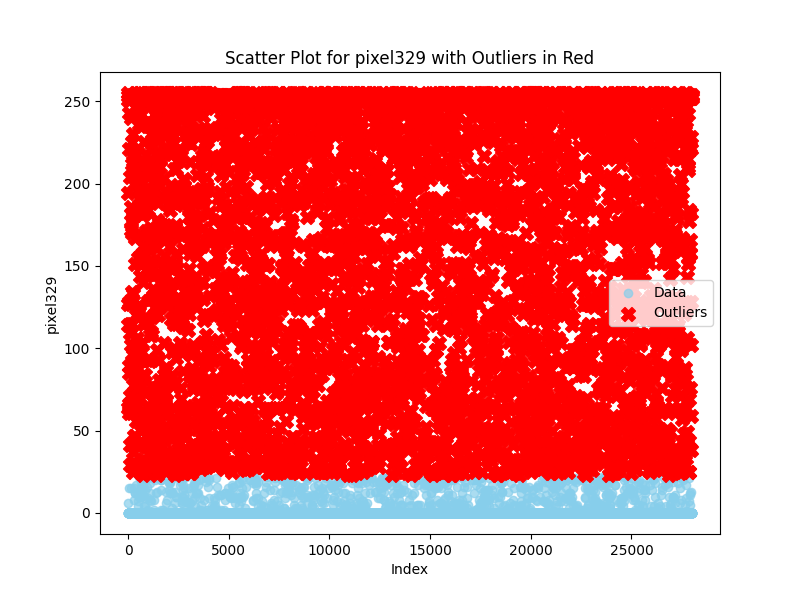 Scatter Plot for pixel329 with Outliers in Red
pixel329
250
200
150
100
50
0
Data
Outliers
0 5000 10000 15000 20000 25000
Index